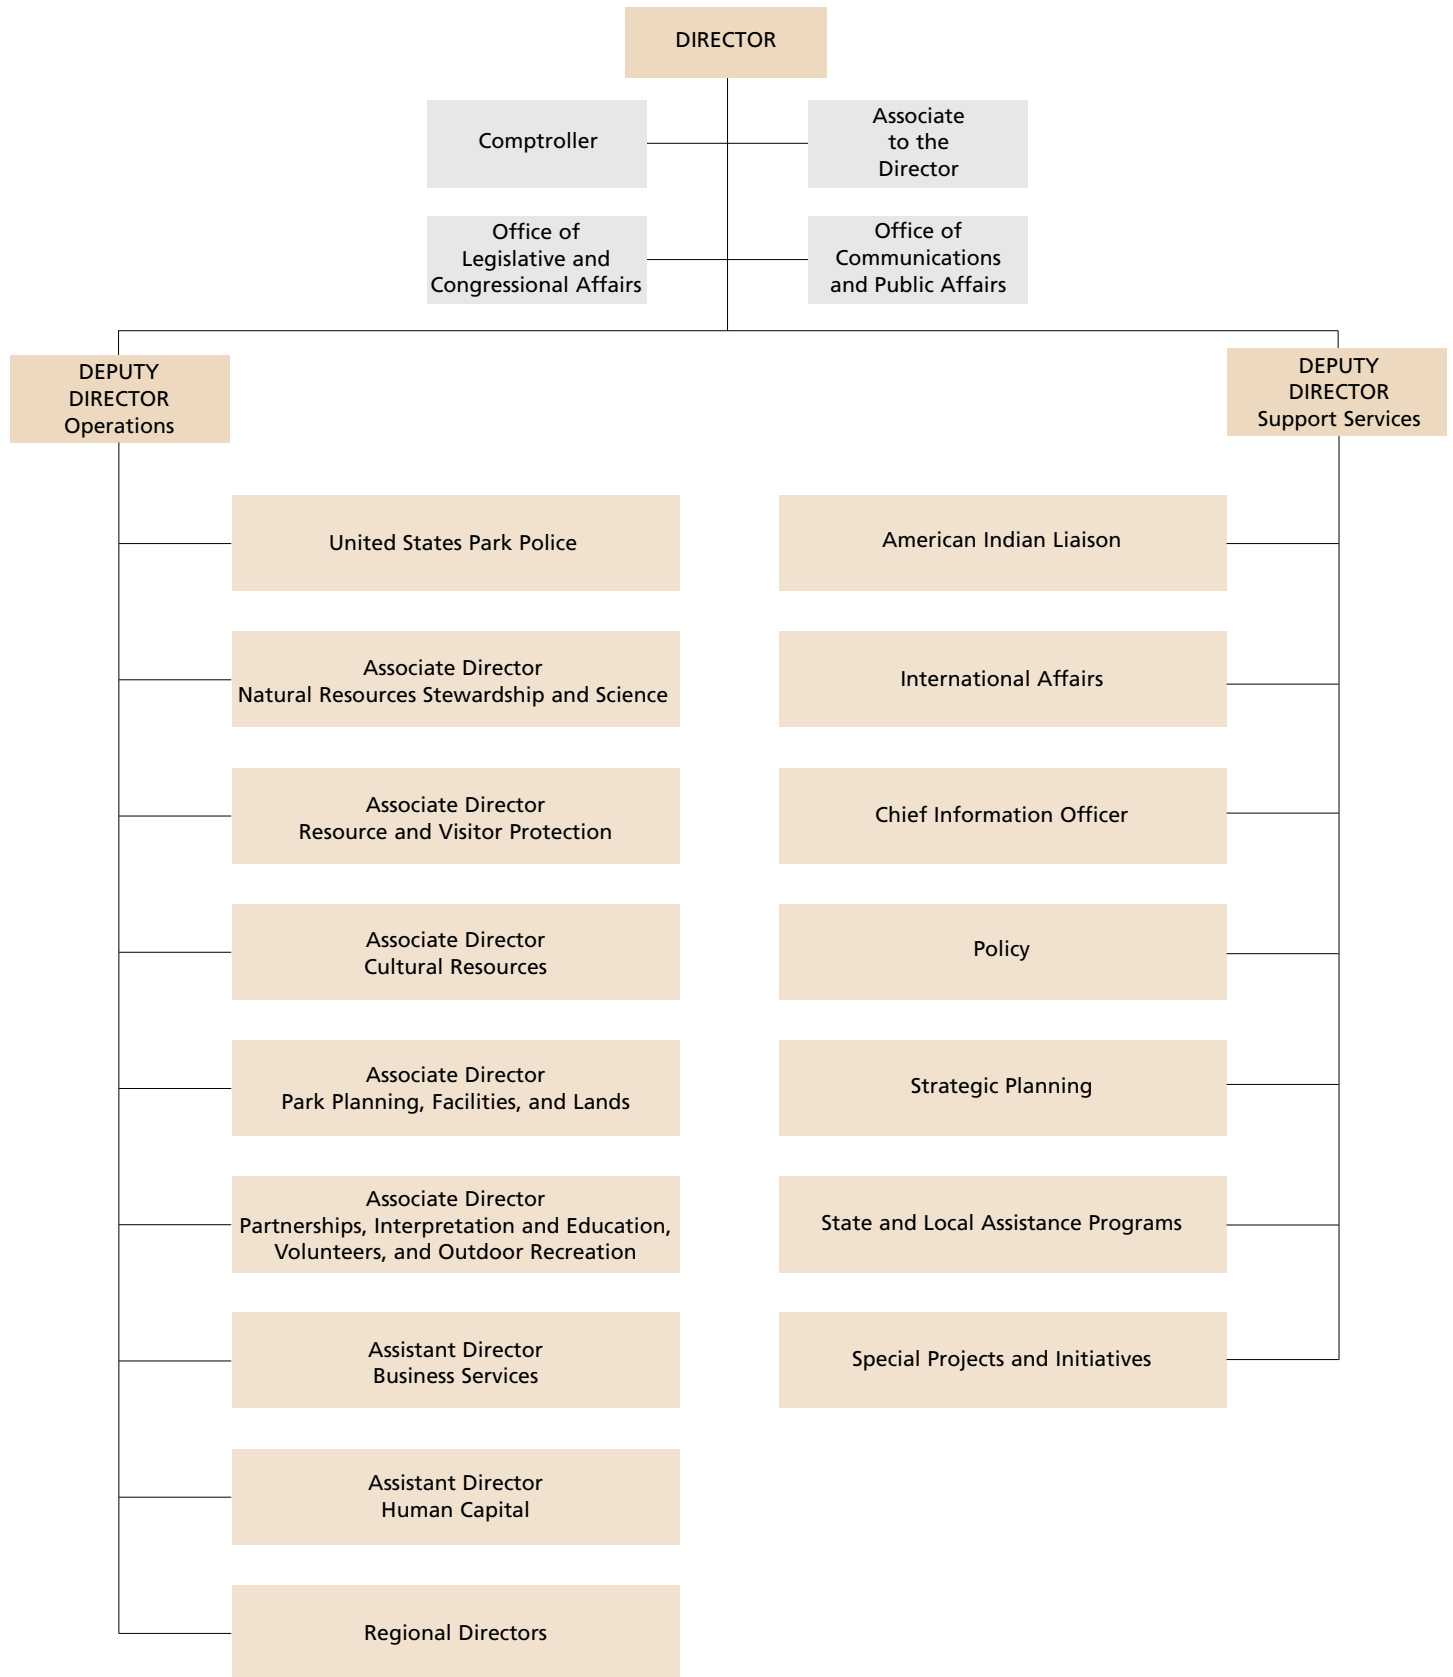 DIRECTOR
Comptroller
Associate
to the
Director
Office of
Legislative and
Congressional Affairs
Office of
Communications
and Public Affairs
DEPUTY
DIRECTOR
Operations
DEPUTY
DIRECTOR
Support Services
United States Park Police
Associate Director
Natural Resources Stewardship and Science
Associate Director
Resource and Visitor Protection
Associate Director
Cultural Resources
Associate Director
Park Planning, Facilities, and Lands
Associate Director
Partnerships, Interpretation and Education,
Volunteers, and Outdoor Recreation
Assistant Director
Business Services
Assistant Director
Human Capital
Regional Directors
American Indian Liaison
International Affairs
Chief Information Officer
Policy
Strategic Planning
State and Local Assistance Programs
Special Projects and Initiatives